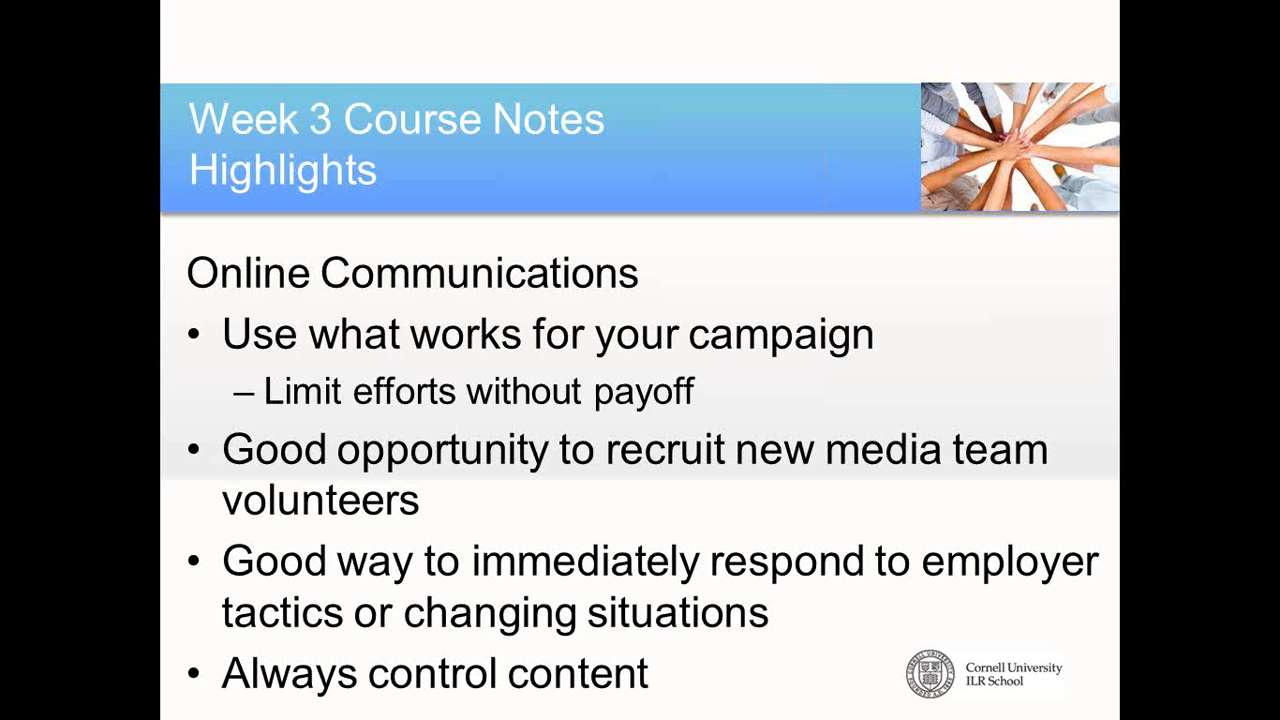 Week 3 Course Notes
Highlights
Online Communications
• Use what works for your campaign
– Limit efforts without payoff
• Good opportunity to recruit new media team
volunteers
• Good way to immediately respond to employer
tactics or changing situations
• Always control content
Cornell University
ILR School